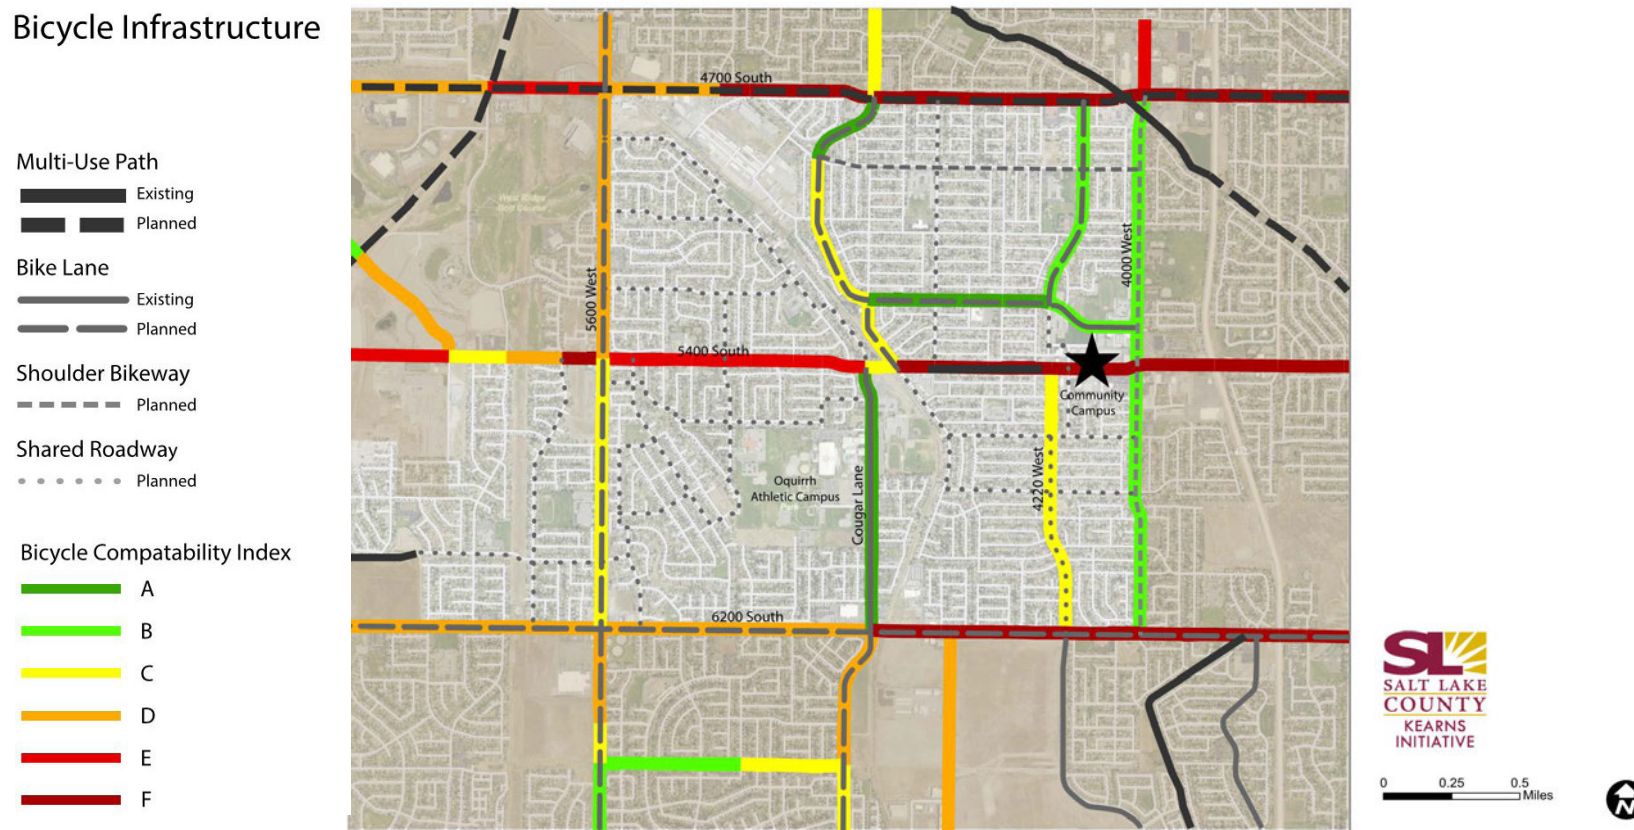 Bicycle Infrastructure
Multi-Use Path
Existing
Planned
Bike Lane
Existing
Planned
Shoulder Bikeway
Planned
Shared Roadway
Planned
Bicycle Compatability Index
A
B
C
D
E
F
4700 South
5600 West
4000 West
5400 South
Community
Campus
4220 West
Oquirrh
Athletic Campus
Cougar Lane
6200 South
SL
SALT LAKE
COUNTY
KEARNS
INITIATIVE
0 0.25 0.5
Miles
N